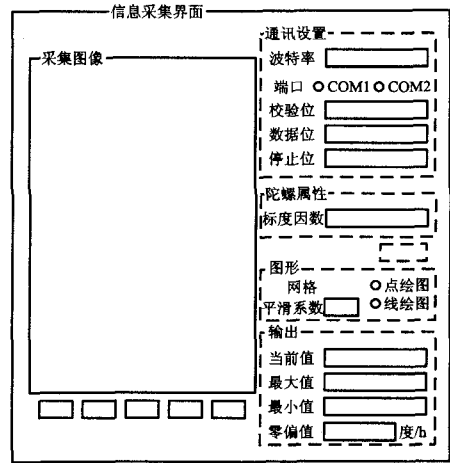 信息采集界面
采集图像
通讯设置
波特率
端口 COM1 COM2
校验位
数据位
停止位
陀螺属性
标度因数
图形
网格 点绘图
平滑系数 线绘图
输出
当前值
最大值
最小值
零偏值 度/h